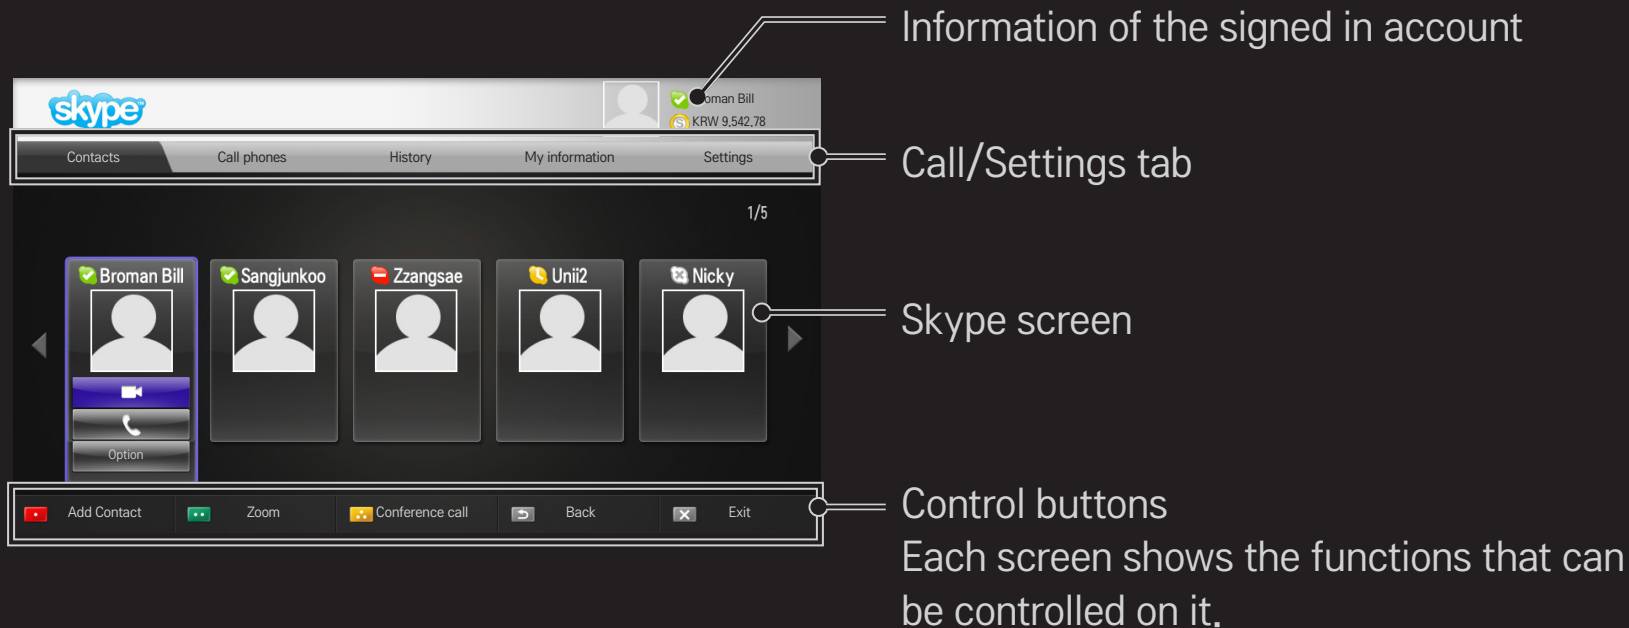 Information of the signed in account
skype
oman Bill
KRW 9,542.78
Contacts Call phones History My information Settings
Call/Settings tab
1/5
Broman Bill Sangjunkoo Zzangsae Unii2 Nicky
Skype screen
Option
Add Contact Zoom Conference call Back Exit
Control buttons
Each screen shows the functions that can
be controlled on it.